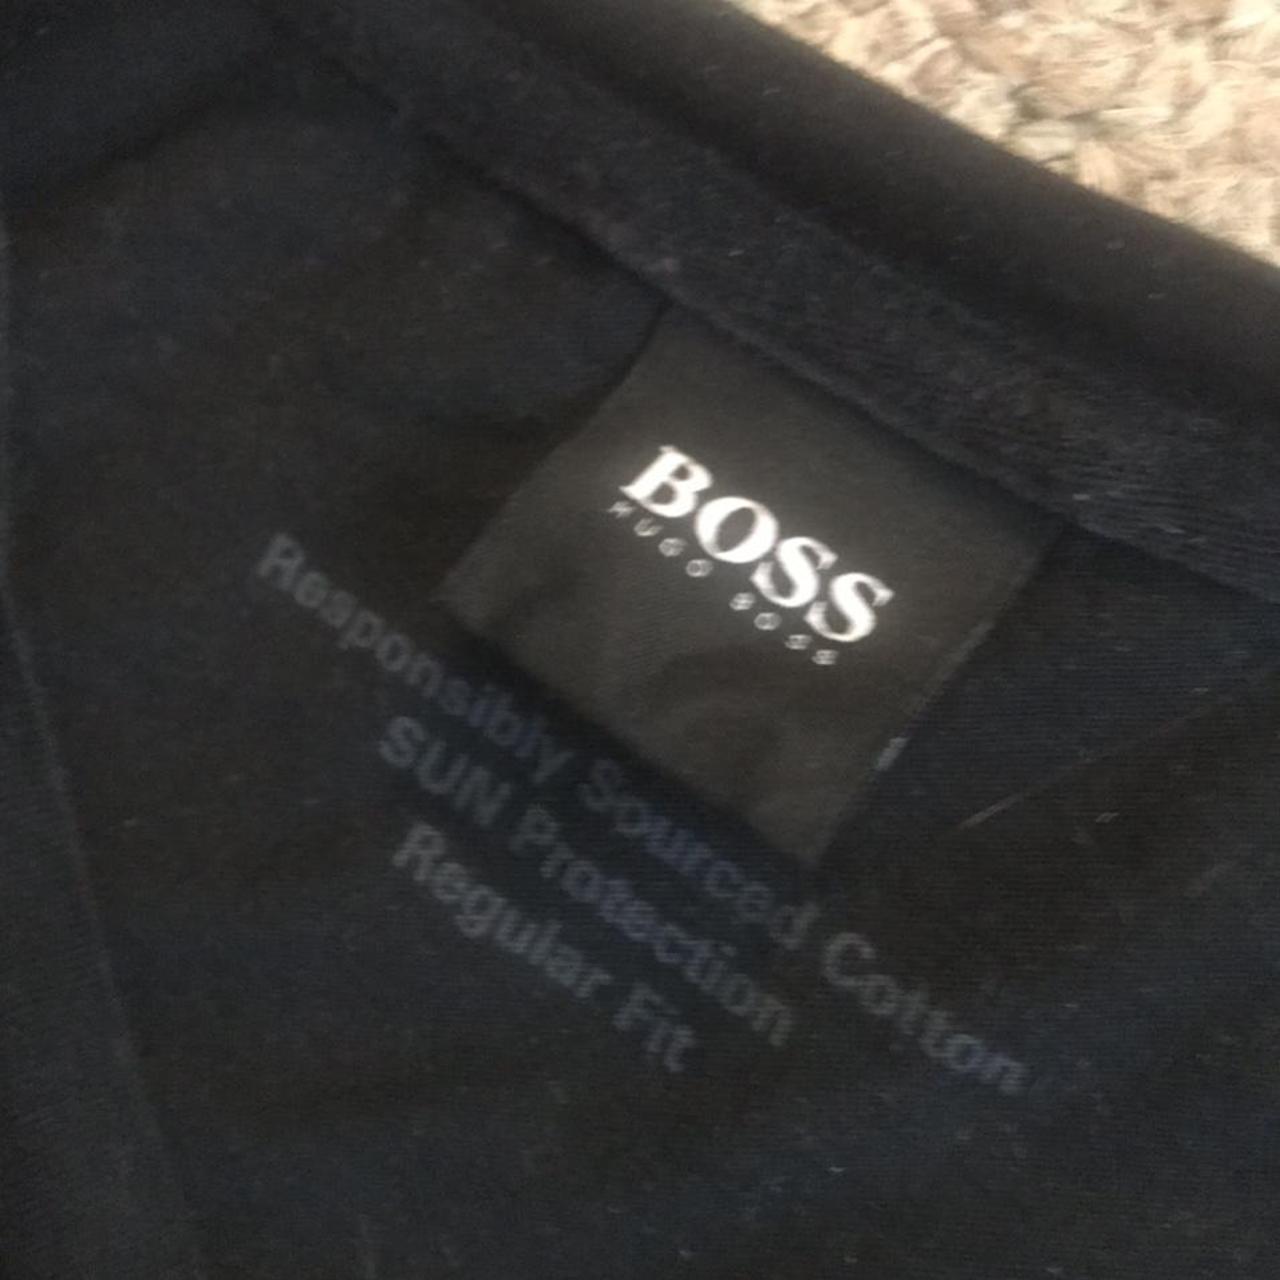 BOSS
HUGO BOSS
Responsibly Sourced Cotton
SUN Protection
Regular Fit